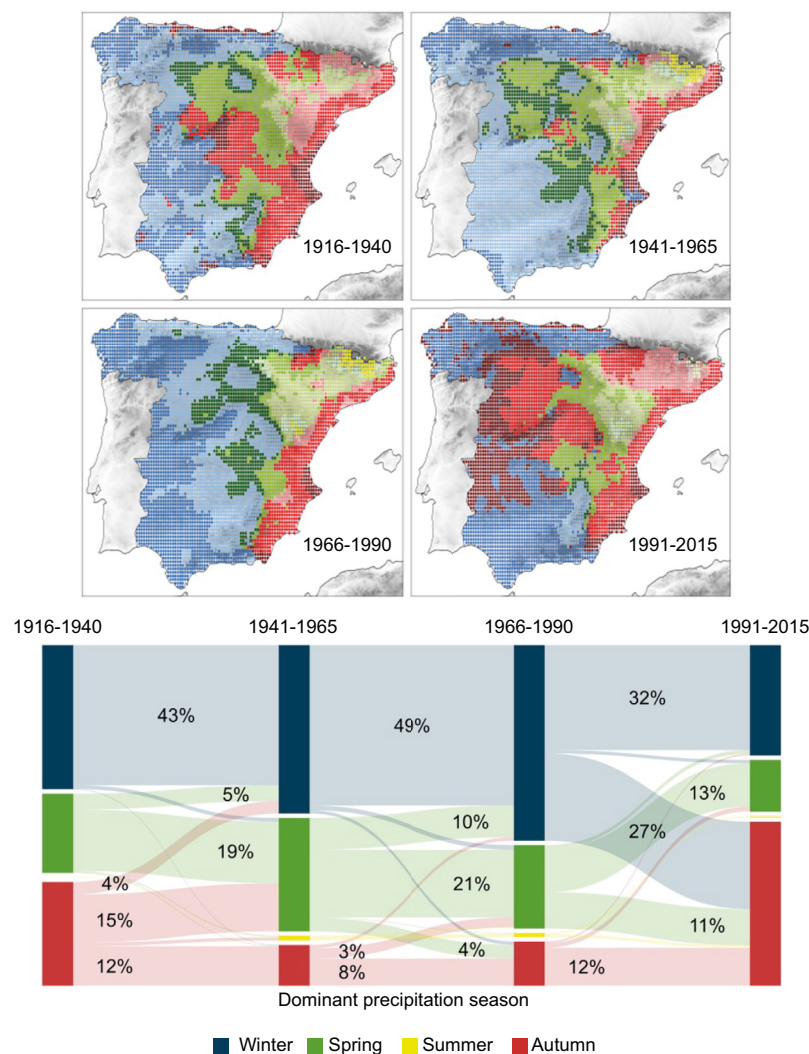 1916-1940
1941-1965
1966-1990
1991-2015
1916-1940 1941-1965 1966-1990 1991-2015
43% 49% 32%
5% 10% 13%
19% 21% 27%
4% 3% 4% 11%
15% 8% 12%
12%
Dominant precipitation season
Winter Spring Summer Autumn